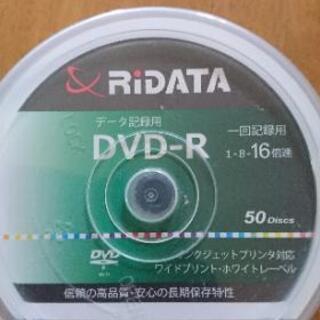 RiDATA
データ記録用
DVD-R
一回記録用
1-8-16倍速
50 Discs
DVD
ンクジェットプリンタ対応
ワイドプリント・ホワイトレーベル
信頼の高品質・安心の長期保存特性